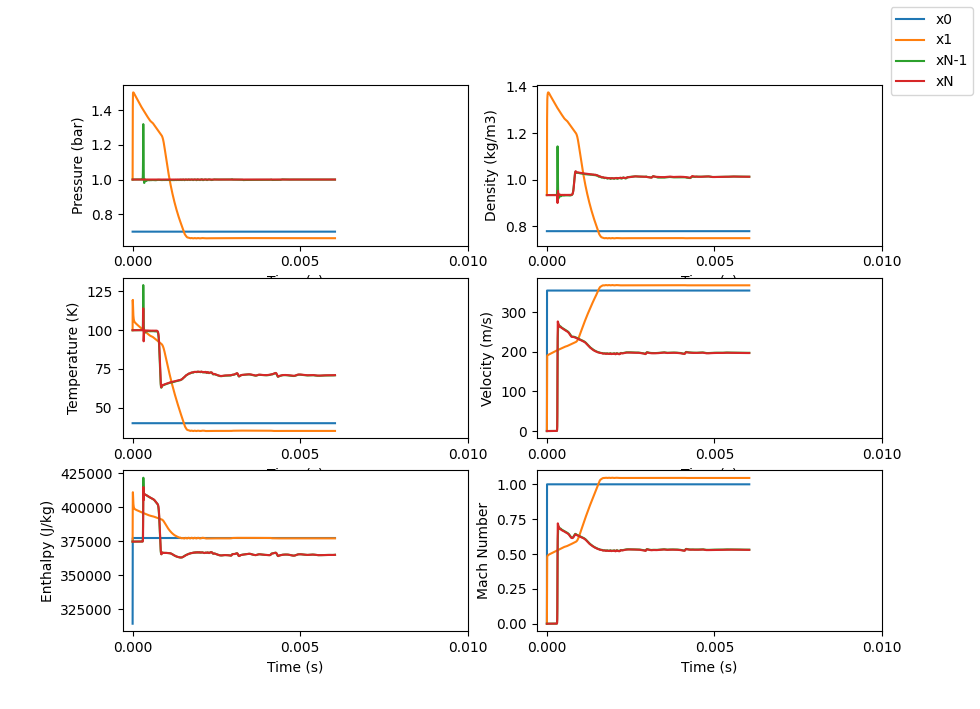 x0
x1
xN-1
xN
Pressure (bar)
1.4
1.2
1.0
0.8
0.000
0.005
0.010
Time (s)
Density (kg/m3)
1.4
1.2
1.0
0.8
0.000
0.005
0.010
Time (s)
Temperature (K)
125
100
75
50
0.000
0.005
0.010
Time (s)
Velocity (m/s)
300
200
100
0
0.000
0.005
0.010
Time (s)
Enthalpy (J/kg)
425000
400000
375000
350000
325000
0.000
0.005
0.010
Time (s)
Mach Number
1.00
0.75
0.50
0.25
0.00
0.000
0.005
0.010
Time (s)